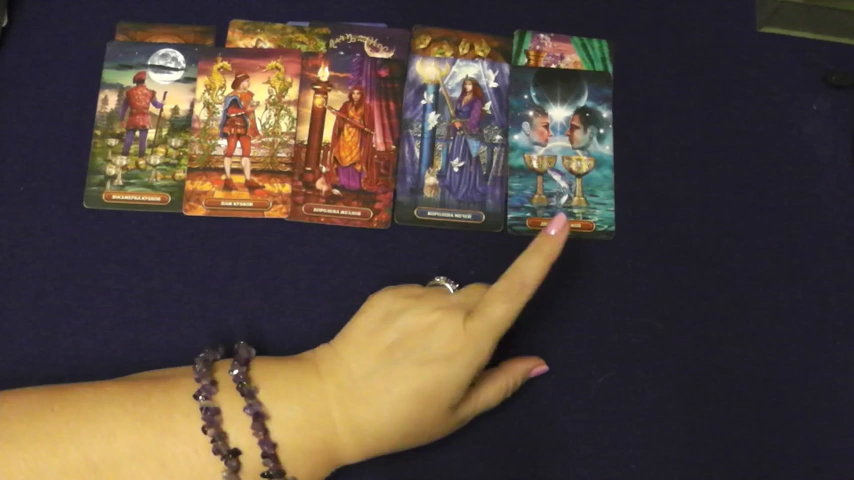 ВОСЬМЕРКА КУБКОВ
ПАЖ КУБКОВ
КОРОЛЕВА ЖЕЗЛОВ
КОРОЛЕВА МЕЧЕЙ